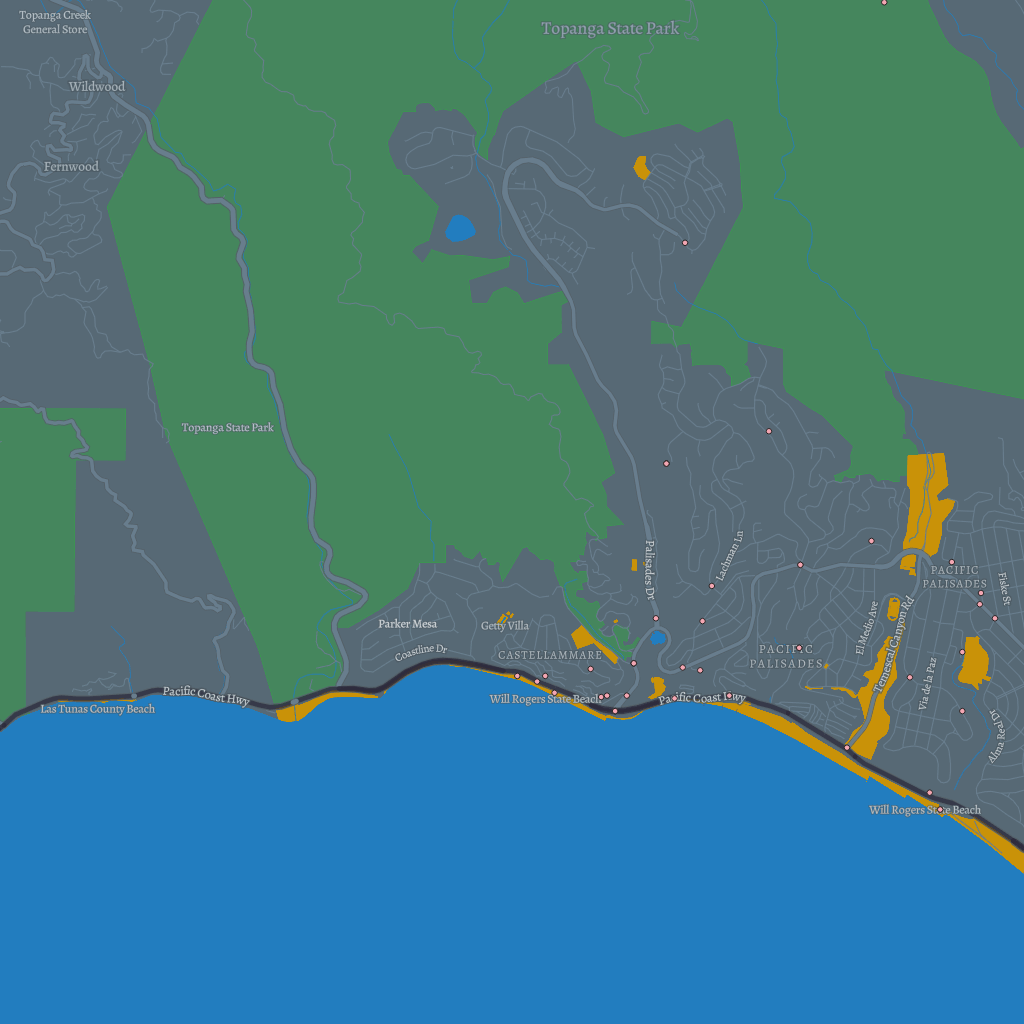 Topanga Creek
General Store
Topanga State Park
Wildwood
Fernwood
Topanga State Park
Palisades Dr
Lachman Ln
PACIFIC
PALISADES
Fiske St
El Medio Ave
Temescal Canyon Rd
Parker Mesa
Getty Villa
Coastline Dr
CASTELLAMMARE
PACIFIC
PALISADES
Via de la Paz
Pacific Coast Hwy
Will Rogers State Beach
Pacific Coast Hwy
Las Tunas County Beach
Alma Real Dr
Will Rogers State Beach